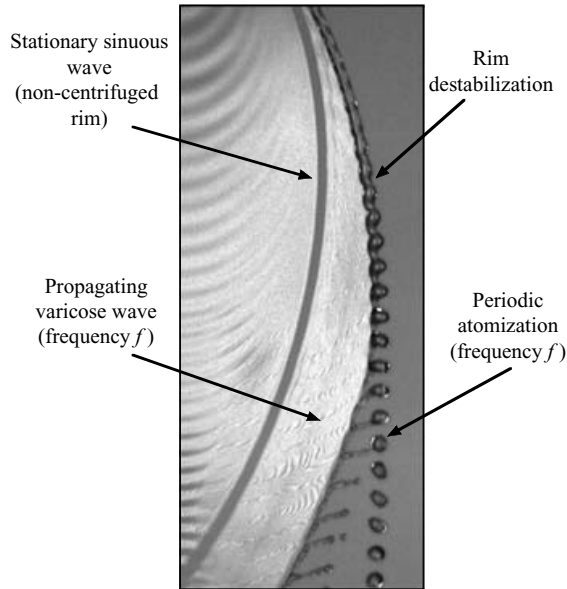 Stationary sinuous
wave
(non-centrifuged
rim)
Rim
destabilization
Propagating
varicose wave
(frequency f)
Periodic
atomization
(frequency f)